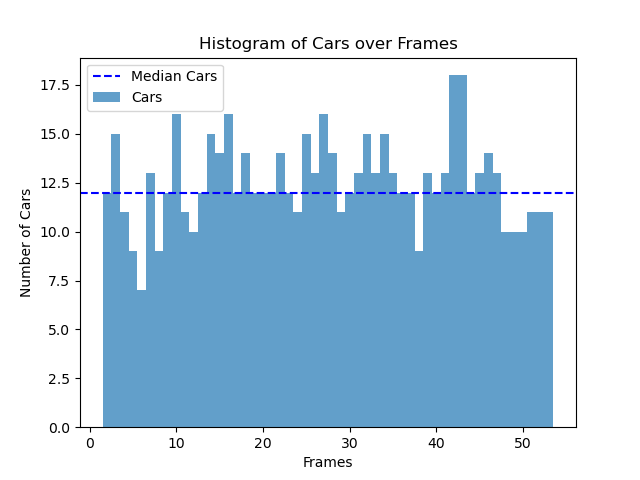 Histogram of Cars over Frames
Median Cars
Cars
Number of Cars
17.5
15.0
12.5
10.0
7.5
5.0
2.5
0.0
0 10 20 30 40 50
Frames